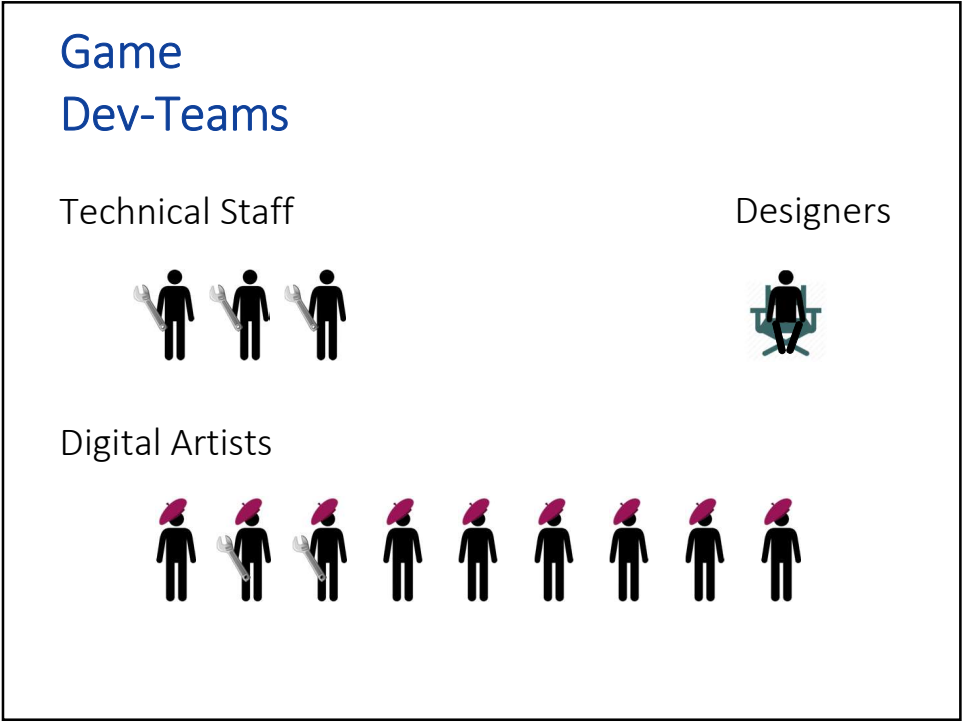 Game
Dev-Teams
Technical Staff
Designers
Digital Artists